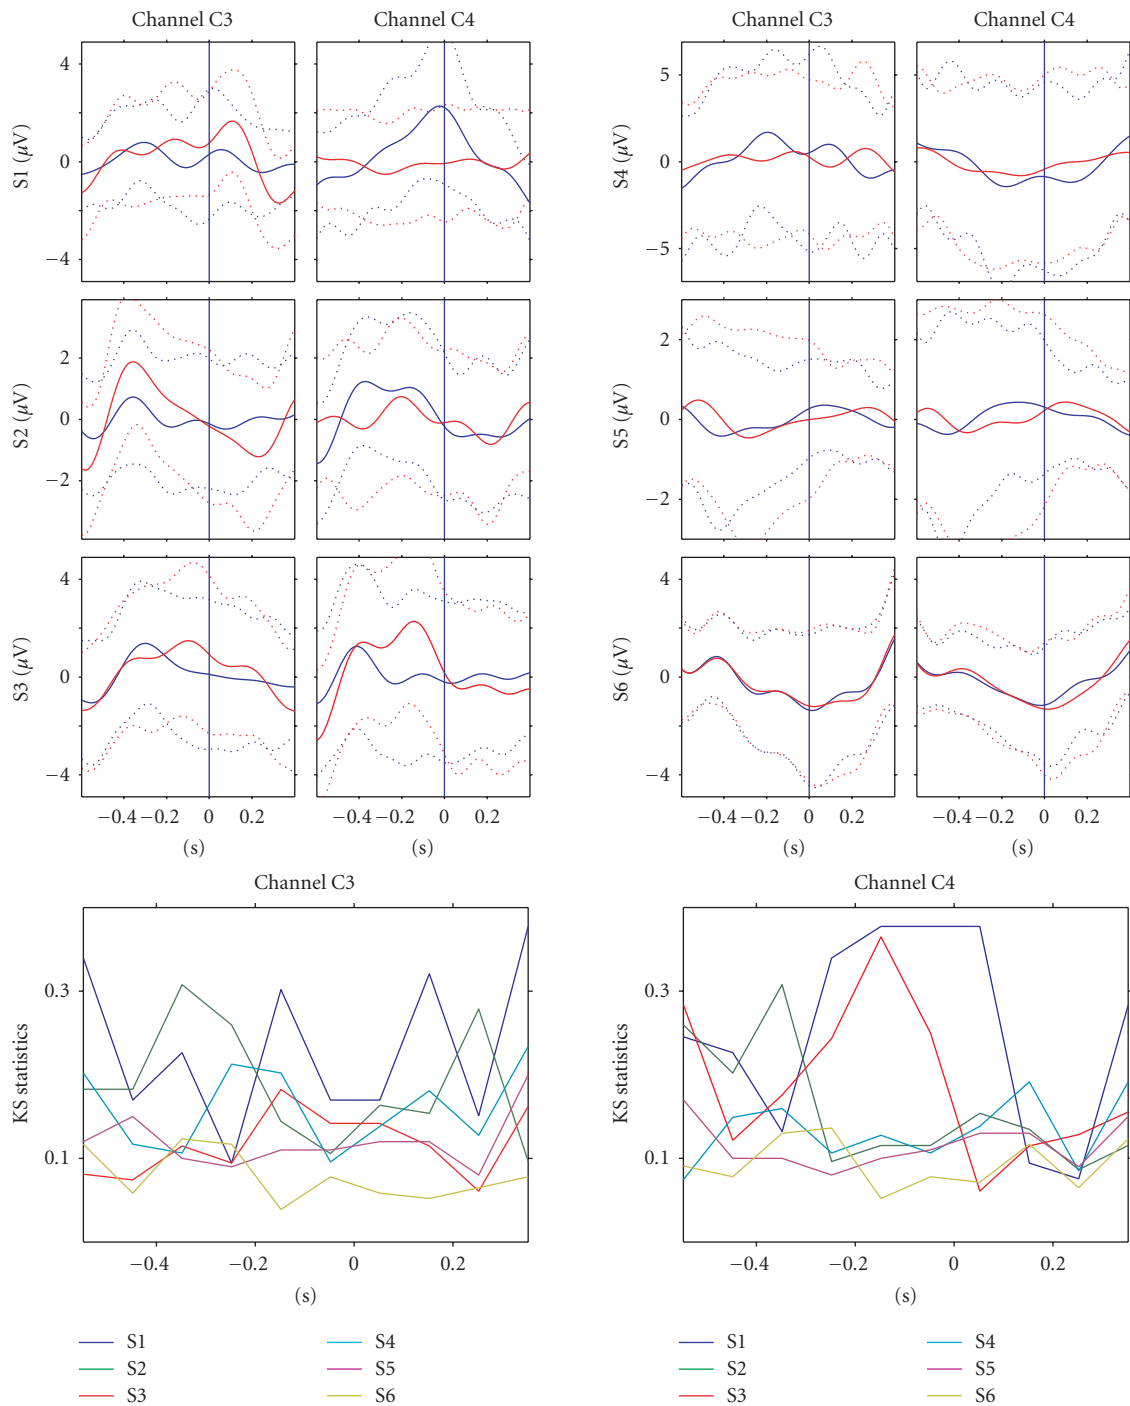 Channel C3
Channel C4
Channel C3
Channel C4
4
0
−4
S1 (μV)
5
0
−5
S4 (μV)
2
0
−2
S2 (μV)
2
0
−2
S5 (μV)
4
0
−4
S3 (μV)
4
0
−4
S6 (μV)
−0.4 −0.2 0 0.2
−0.4 −0.2 0 0.2
−0.4 −0.2 0 0.2
−0.4 −0.2 0 0.2
(s)
(s)
(s)
(s)
Channel C3
Channel C4
0.3
0.1
KS statistics
0.3
0.1
KS statistics
−0.4 −0.2 0 0.2
−0.4 −0.2 0 0.2
(s)
(s)
S1
S2
S3
S4
S5
S6
S1
S2
S3
S4
S5
S6